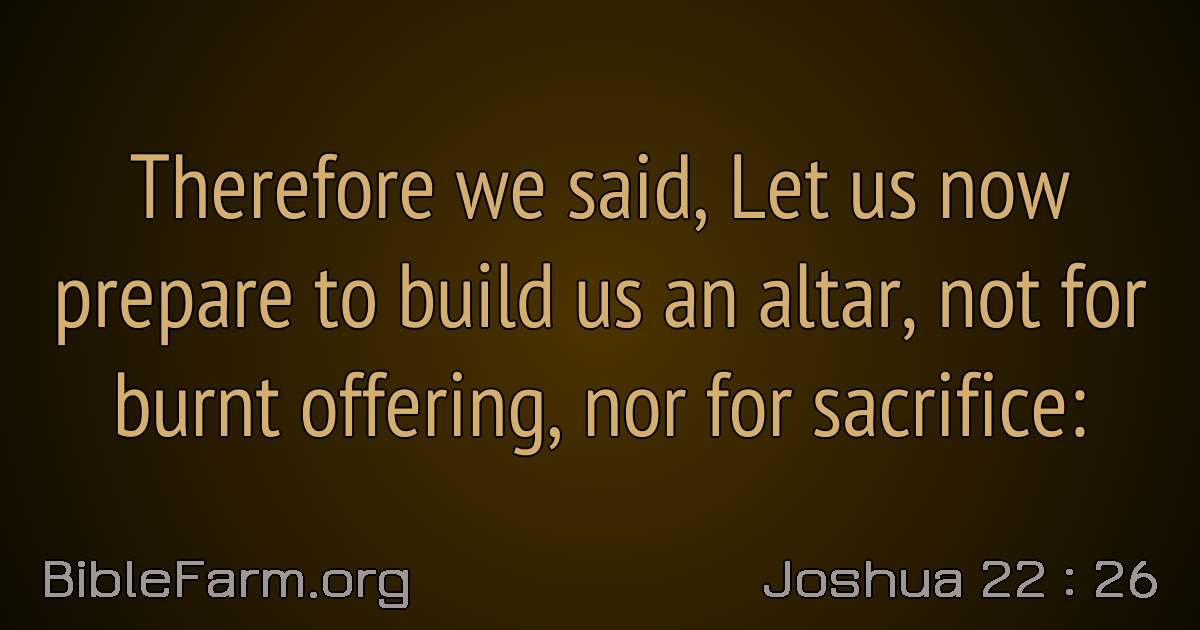 Therefore we said, Let us now
prepare to build us an altar, not for
burnt offering, nor for sacrifice:
BibleFarm.org
Joshua 22 : 26